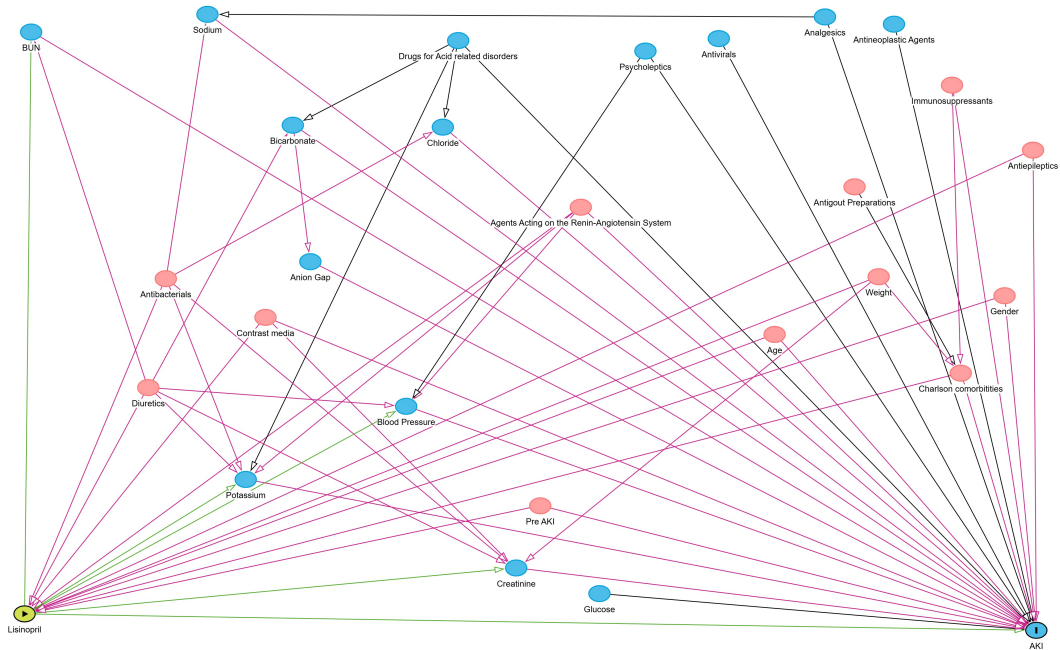 Sodium
Analgesics
BUN
Antineoplastic Agents
Drugs for Acid related disorders
Antivirals
Psycholeptics
Immunosuppressants
Bicarbonate
Chloride
Antiepileptics
Antigout Preparations
Agents Acting on the Renin-Angiotensin System
Anion Gap
Antibacterials
Weight
Gender
Contrast media
Age
Charlson comorbitities
Diuretics
Blood Pressure
Potassium
Pre AKI
Creatinine
Glucose
Lisinopril
AKI